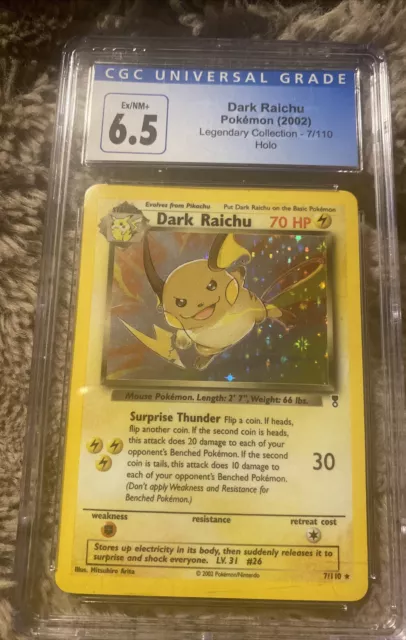 CGC UNIVERSAL GRADE
Ex/NM+
6.5
Dark Raichu
Pokémon (2002)
Legendary Collection - 7/110
Holo
Evolves from Pikachu Put Dark Raichu on the Basic Pokémon
Dark Raichu 70 HP
Mouse Pokémon. Length: 2' 7", Weight: 66 lbs.
Surprise Thunder Flip a coin. If heads,
flip another coin. If the second coin is heads,
this attack does 20 damage to each of your
opponent's Benched Pokémon. If the second
coin is tails, this attack does 10 damage to
each of your opponent's Benched Pokémon.
(Don't apply Weakness and Resistance for
Benched Pokémon.)
30
weakness resistance retreat cost
Stores up electricity in its body, then suddenly releases it to
surprise and shock everyone. LV. 31 #26
Illus. Mitsuhiro Arita © 2002 Pokémon/Nintendo 7/110 ★